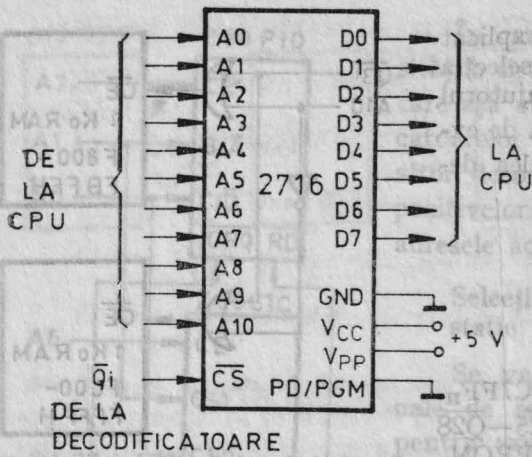 A0 D0
A1 D1
A2 D2
A3 D3
A4 D4
A5 D5
A6 D6
A7 D7
A8
A9 GND
A10 VCC
VPP
CS PD/PGM
2716
DE
LA
CPU
LA
CPU
+5 V
Qi
DE LA
DECODIFICATOARE